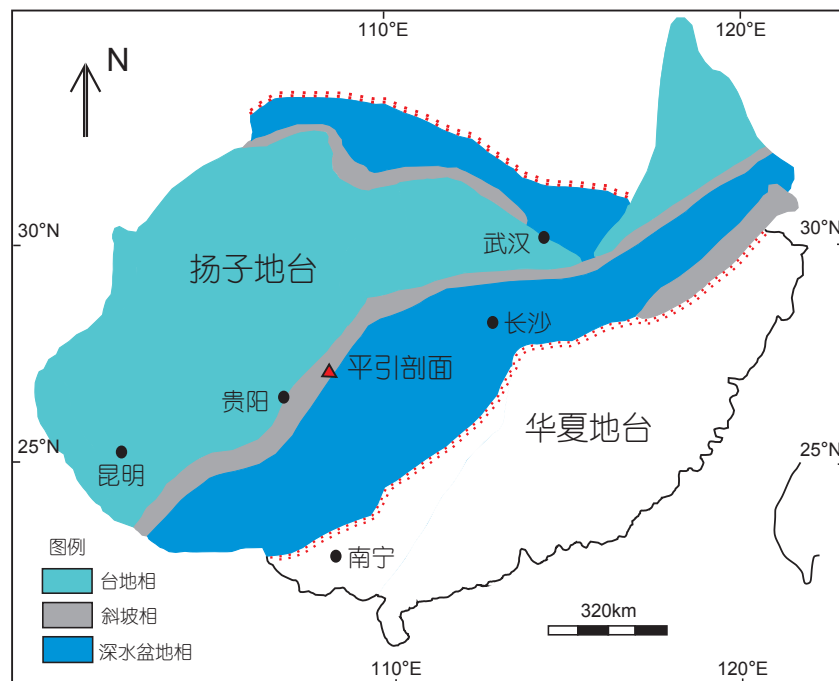 110°E
120°E
N
30°N
30°N
武汉
扬子地台
长沙
平引剖面
贵阳
华夏地台
25°N
25°N
昆明
南宁
图例
台地相
斜坡相
深水盆地相
320km
110°E
120°E